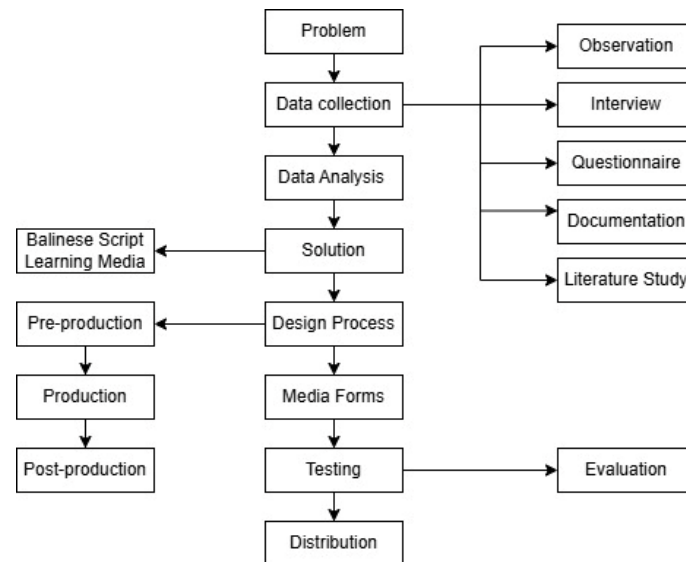 Problem
Observation
Data collection
Interview
Data Analysis
Questionnaire
Documentation
Balinese Script
Learning Media
Solution
Literature Study
Pre-production
Design Process
Production
Media Forms
Post-production
Testing
Evaluation
Distribution